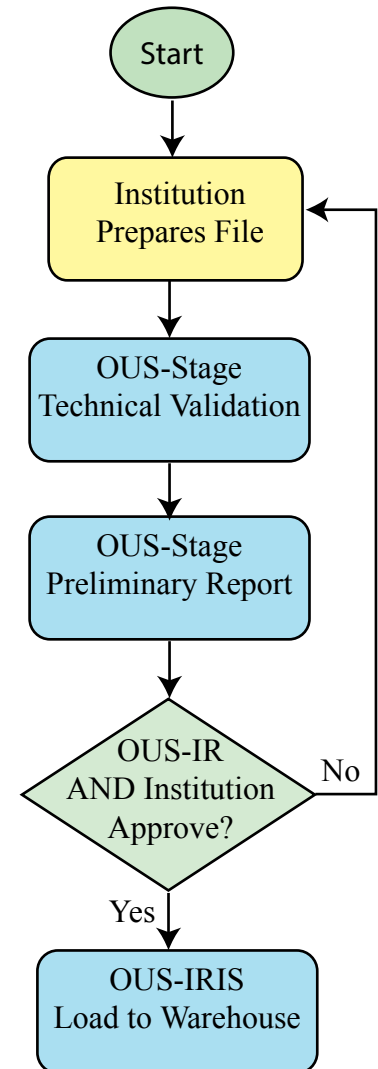 Start
Institution
Prepares File
OUS-Stage
Technical Validation
OUS-Stage
Preliminary Report
OUS-IR
AND Institution
Approve?
No
Yes
OUS-IRIS
Load to Warehouse